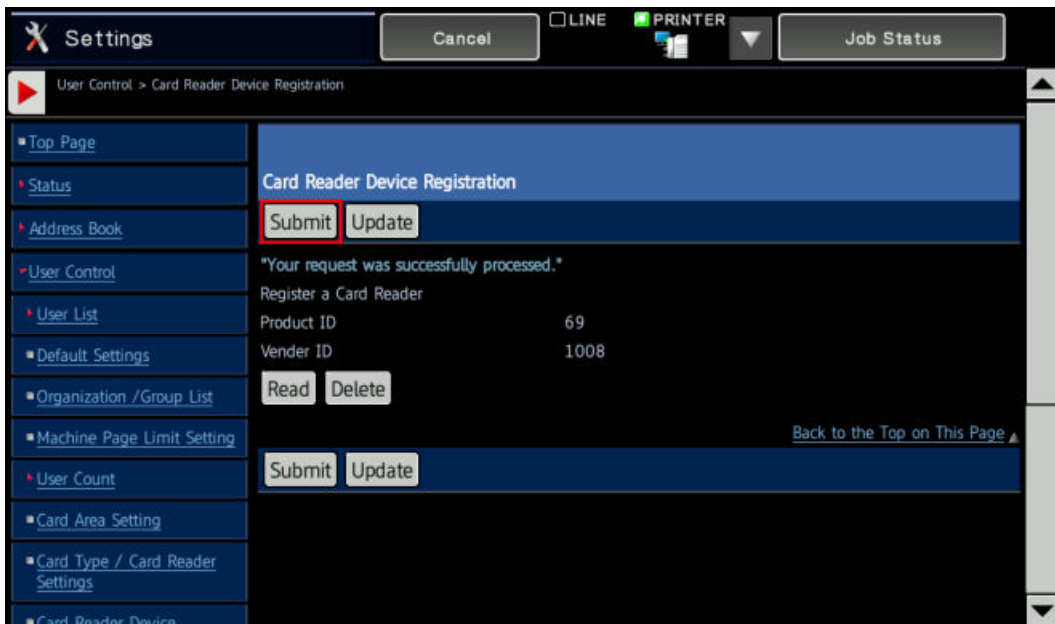 Settings
Cancel
LINE
PRINTER
Job Status
User Control > Card Reader Device Registration
Top Page
Status
Address Book
User Control
User List
Default Settings
Organization /Group List
Machine Page Limit Setting
User Count
Card Area Setting
Card Type / Card Reader
Settings
Card Reader Device
Card Reader Device Registration
Submit Update
"Your request was successfully processed."
Register a Card Reader
Product ID 69
Vender ID 1008
Read Delete
Back to the Top on This Page
Submit Update